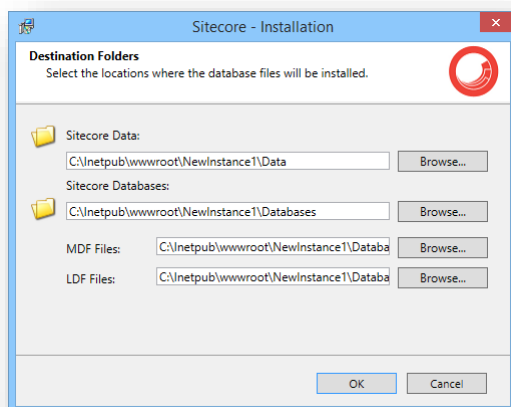 Sitecore - Installation
Destination Folders
Select the locations where the database files will be installed.
Sitecore Data:
C:\Inetpub\wwwroot\NewInstance1\Data
Browse...
Sitecore Databases:
C:\Inetpub\wwwroot\NewInstance1\Databases
Browse...
MDF Files:
C:\Inetpub\wwwroot\NewInstance1\Databa
Browse...
LDF Files:
C:\Inetpub\wwwroot\NewInstance1\Databa
Browse...
OK
Cancel